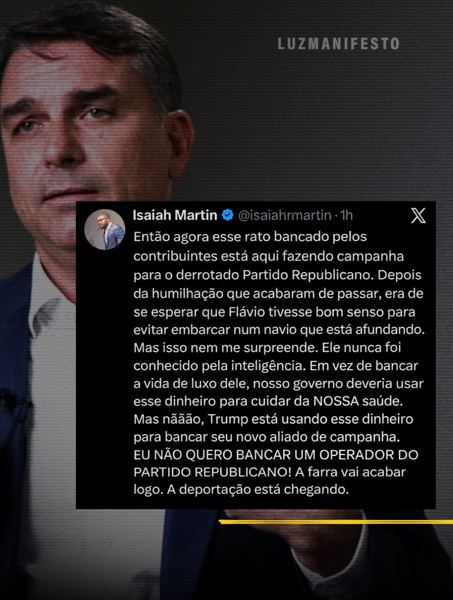 LUZMANIFESTO
Isaiah Martin @isaiahrmartin · 1h
Então agora esse rato bancado pelos
contribuintes está aqui fazendo campanha
para o derrotado Partido Republicano. Depois
da humilhação que acabaram de passar, era de
se esperar que Flávio tivesse bom senso para
evitar embarcar num navio que está afundando.
Mas isso nem me surpreende. Ele nunca foi
conhecido pela inteligência. Em vez de bancar
a vida de luxo dele, nosso governo deveria usar
esse dinheiro para cuidar da NOSSA saúde.
Mas nããão, Trump está usando esse dinheiro
para bancar seu novo aliado de campanha.
EU NÃO QUERO BANCAR UM OPERADOR DO
PARTIDO REPUBLICANO! A farra vai acabar
logo. A deportação está chegando.